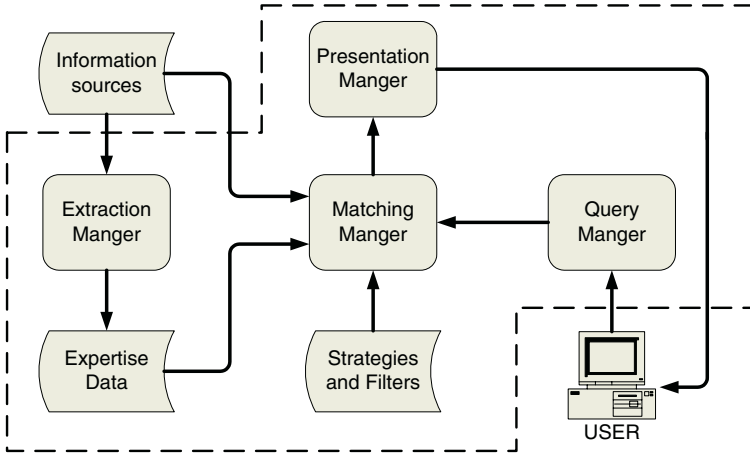 Information
sources
Presentation
Manger
Extraction
Manger
Matching
Manger
Query
Manger
Expertise
Data
Strategies
and Filters
USER